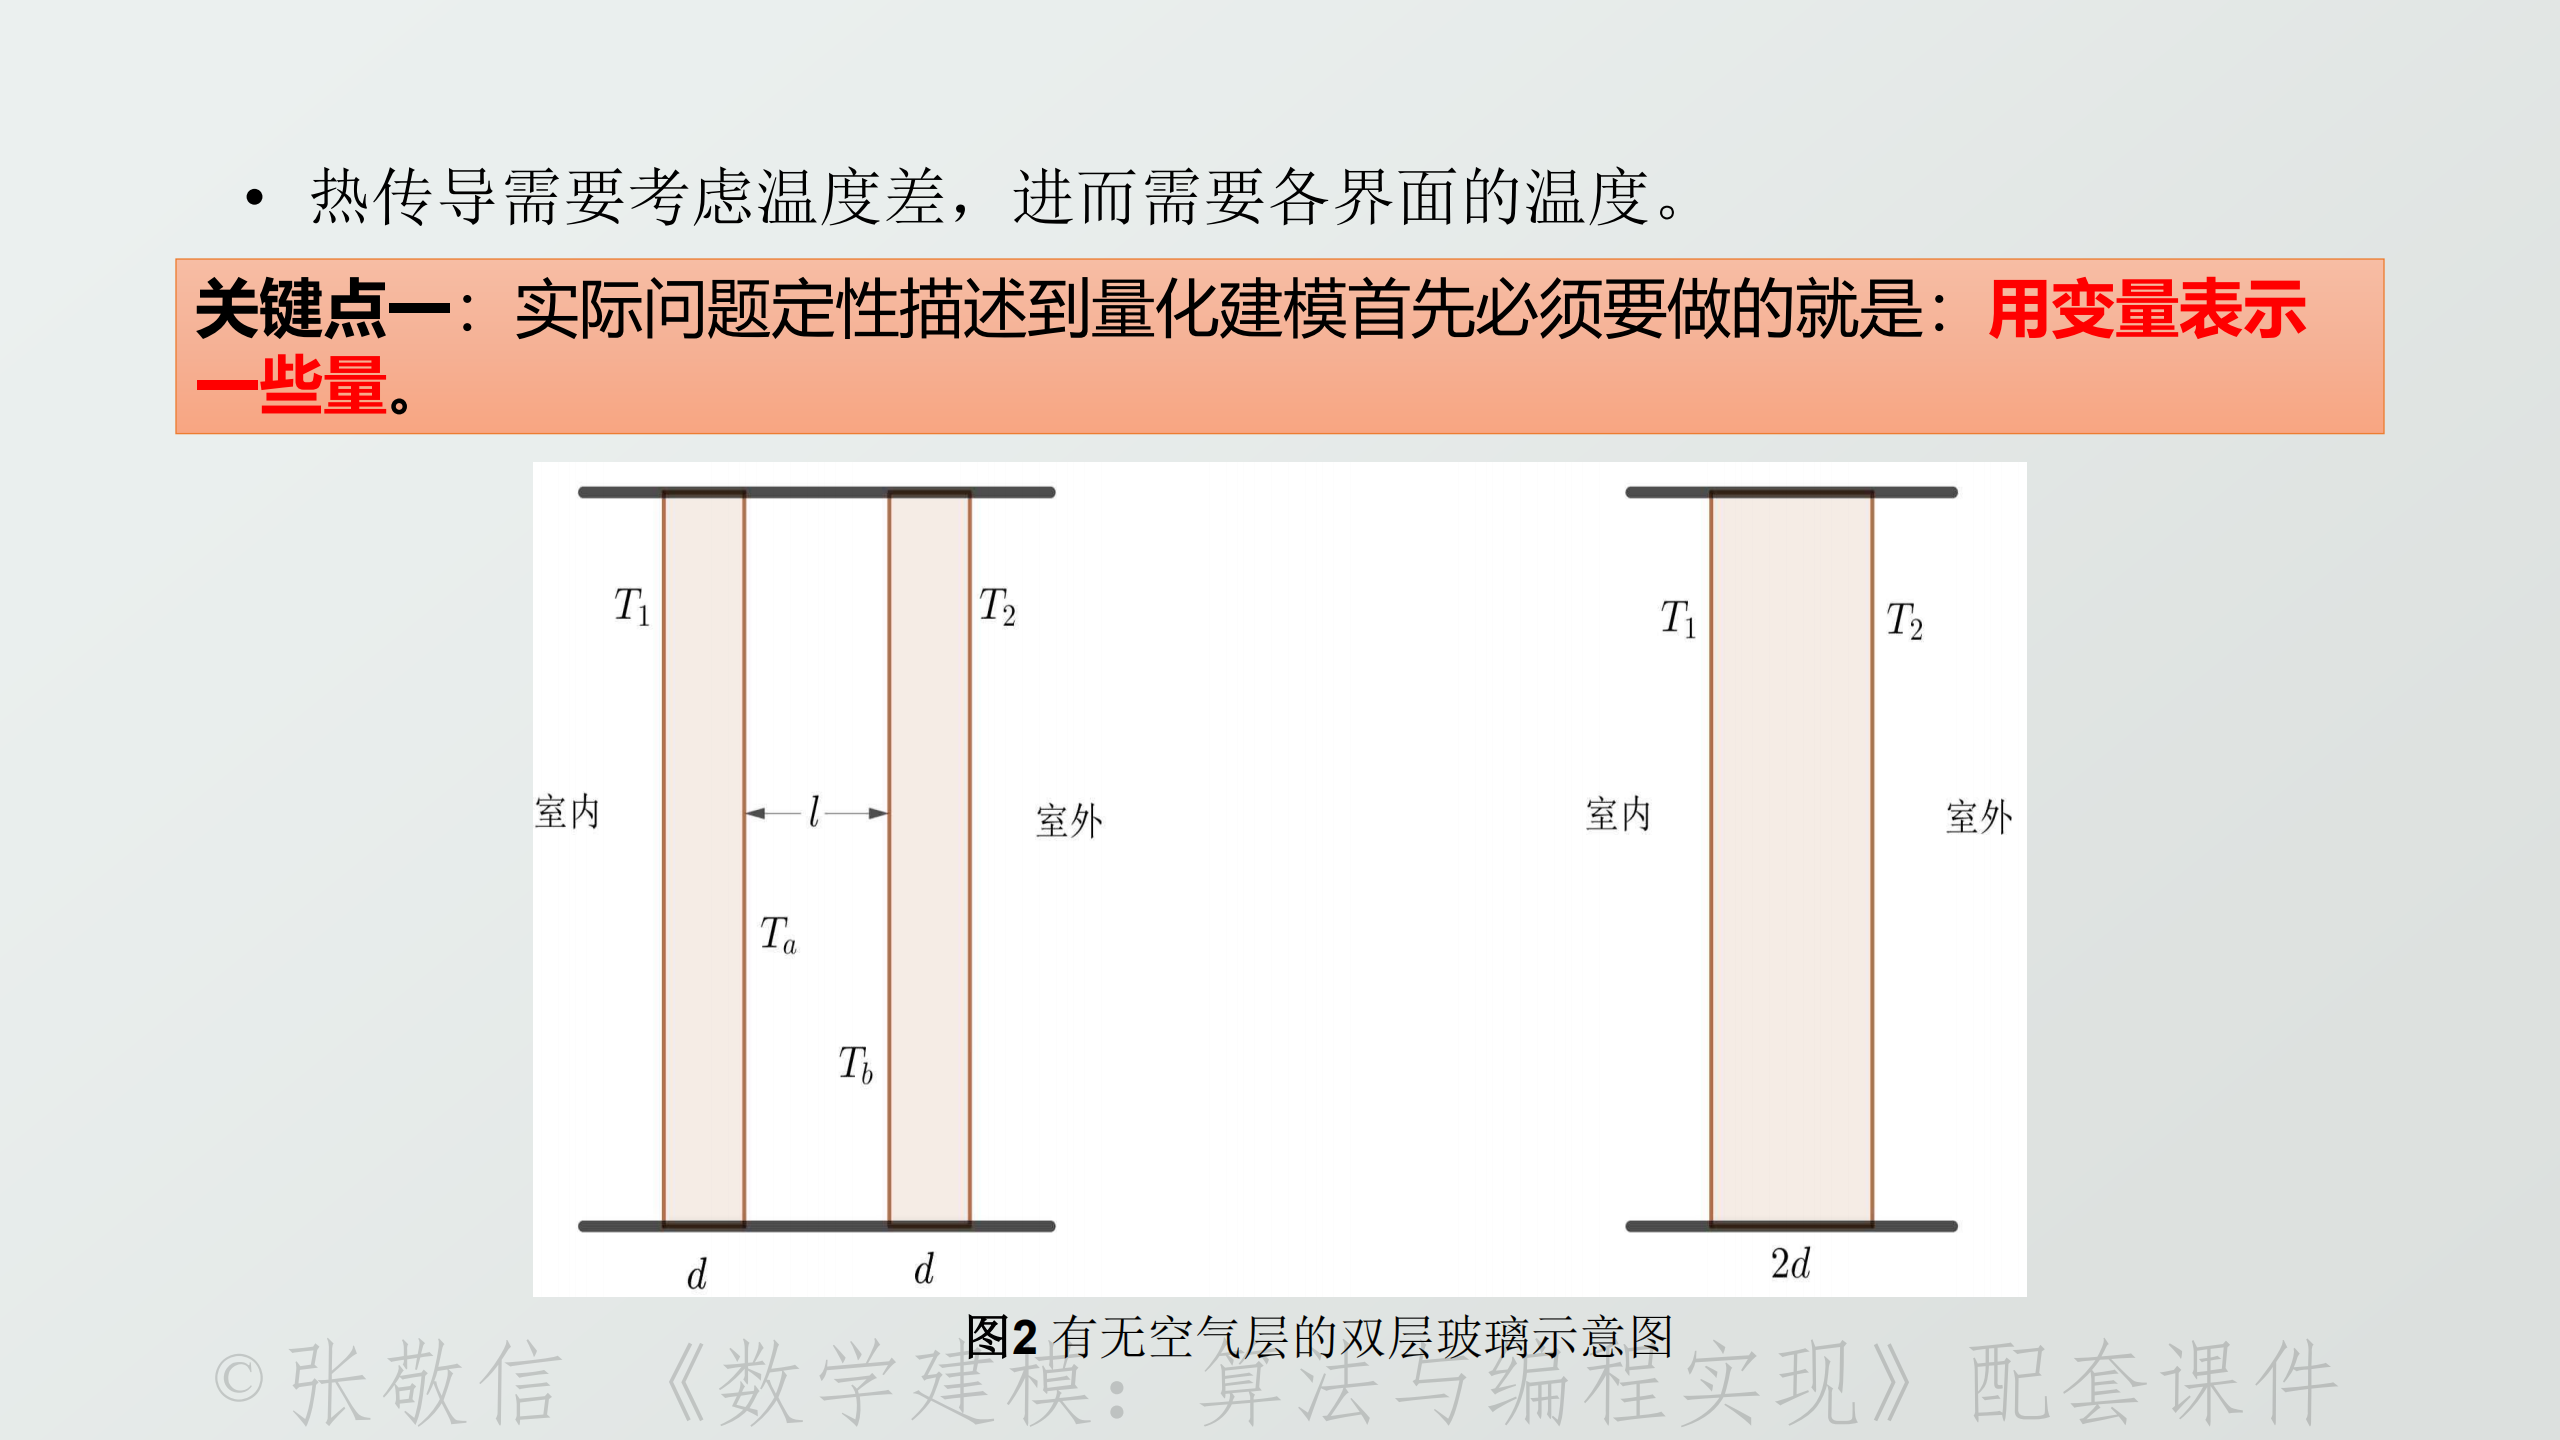 • 热传导需要考虑温度差，进而需要各界面的温度。
关键点一：实际问题定性描述到量化建模首先必须要做的就是：用变量表示
一些量。
T1
T2
室内
l
室外
Ta
Tb
d
d
T1
T2
室内
室外
2d
图2 有无空气层的双层玻璃示意图
©张敬信 《数学建模：算法与编程实现》配套课件